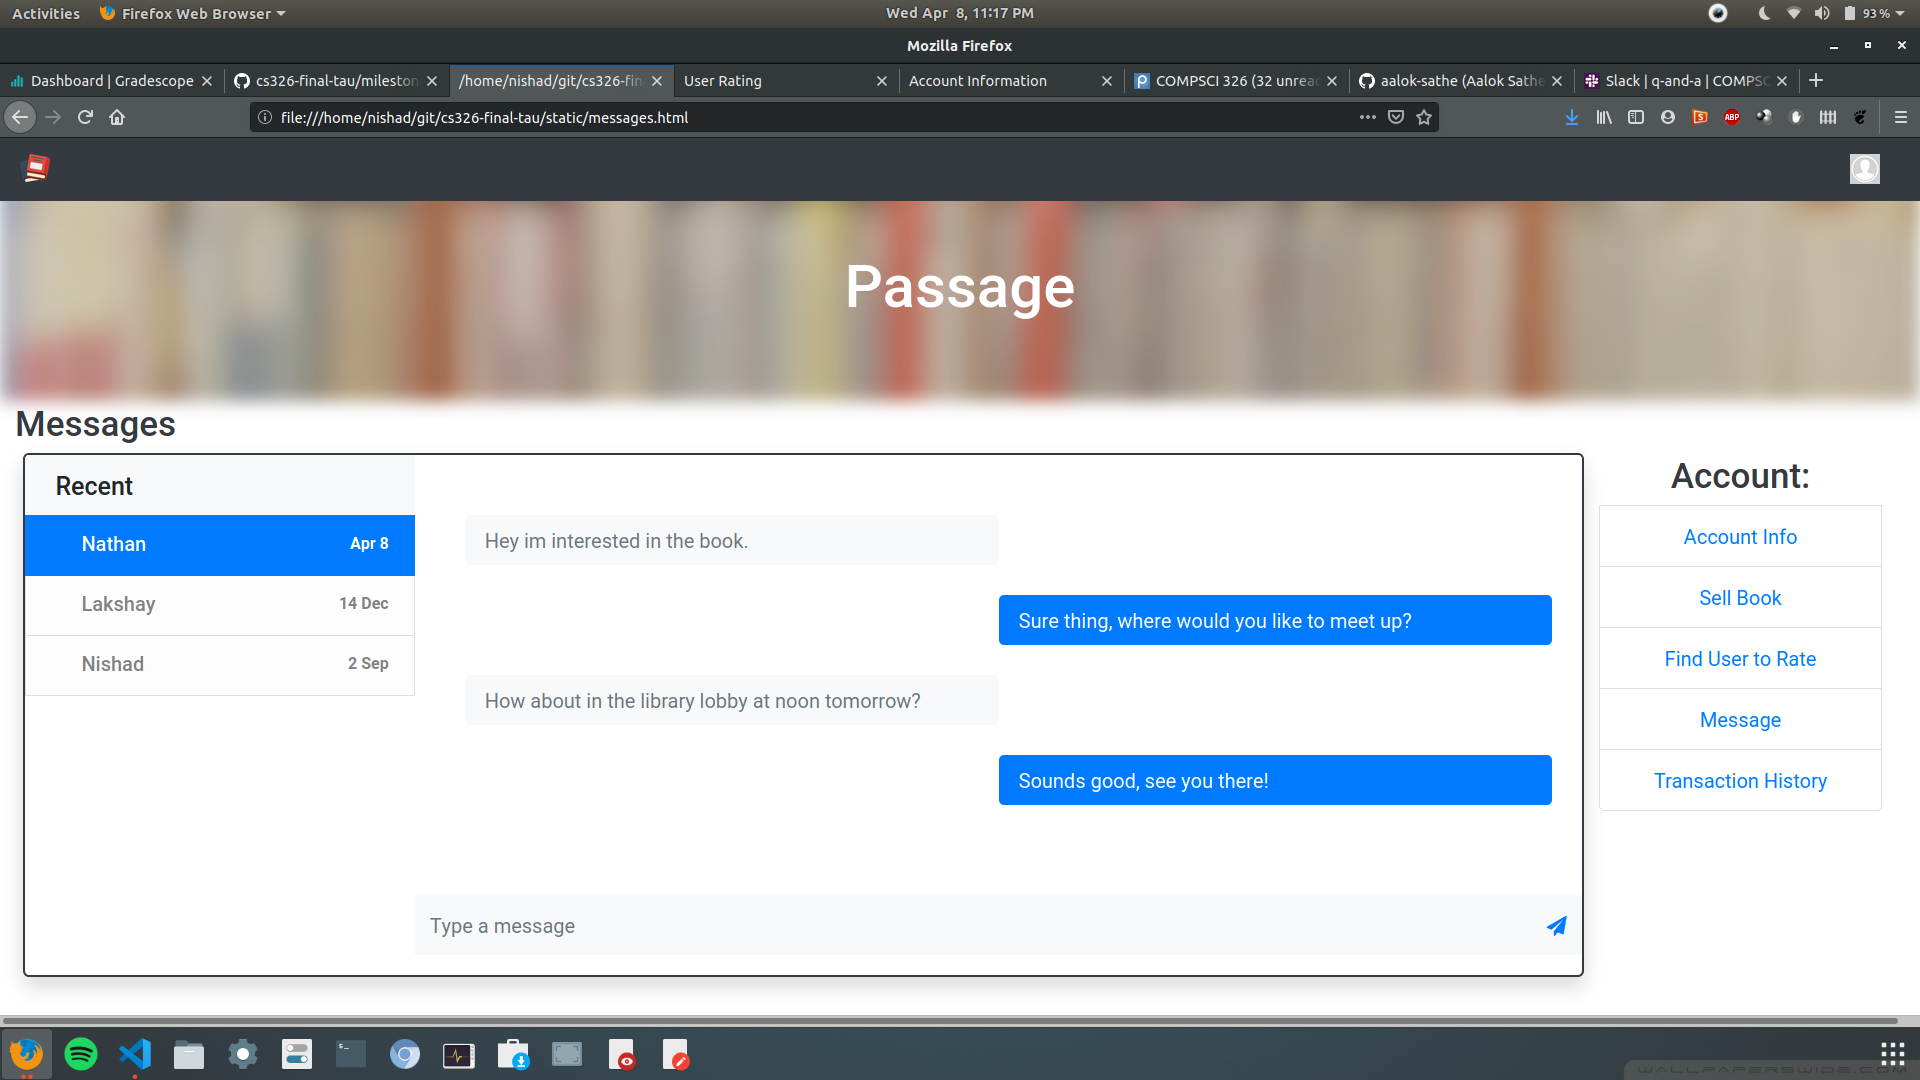 Activities Firefox Web Browser Wed Apr 8, 11:17 PM 93 %
Mozilla Firefox
Dashboard | Gradescope cs326-final-tau/mileston /home/nishad/git/cs326-fin User Rating Account Information COMPSCI 326 (32 unrea aalok-sathe (Aalok Sathe Slack | q-and-a | COMPSC
file:///home/nishad/git/cs326-final-tau/static/messages.html ABP
Passage
Messages
Recent
Nathan Apr 8
Lakshay 14 Dec
Nishad 2 Sep
Hey im interested in the book.
Sure thing, where would you like to meet up?
How about in the library lobby at noon tomorrow?
Sounds good, see you there!
Type a message
Account:
Account Info
Sell Book
Find User to Rate
Message
Transaction History
WALLPAPERSWIDE.COM